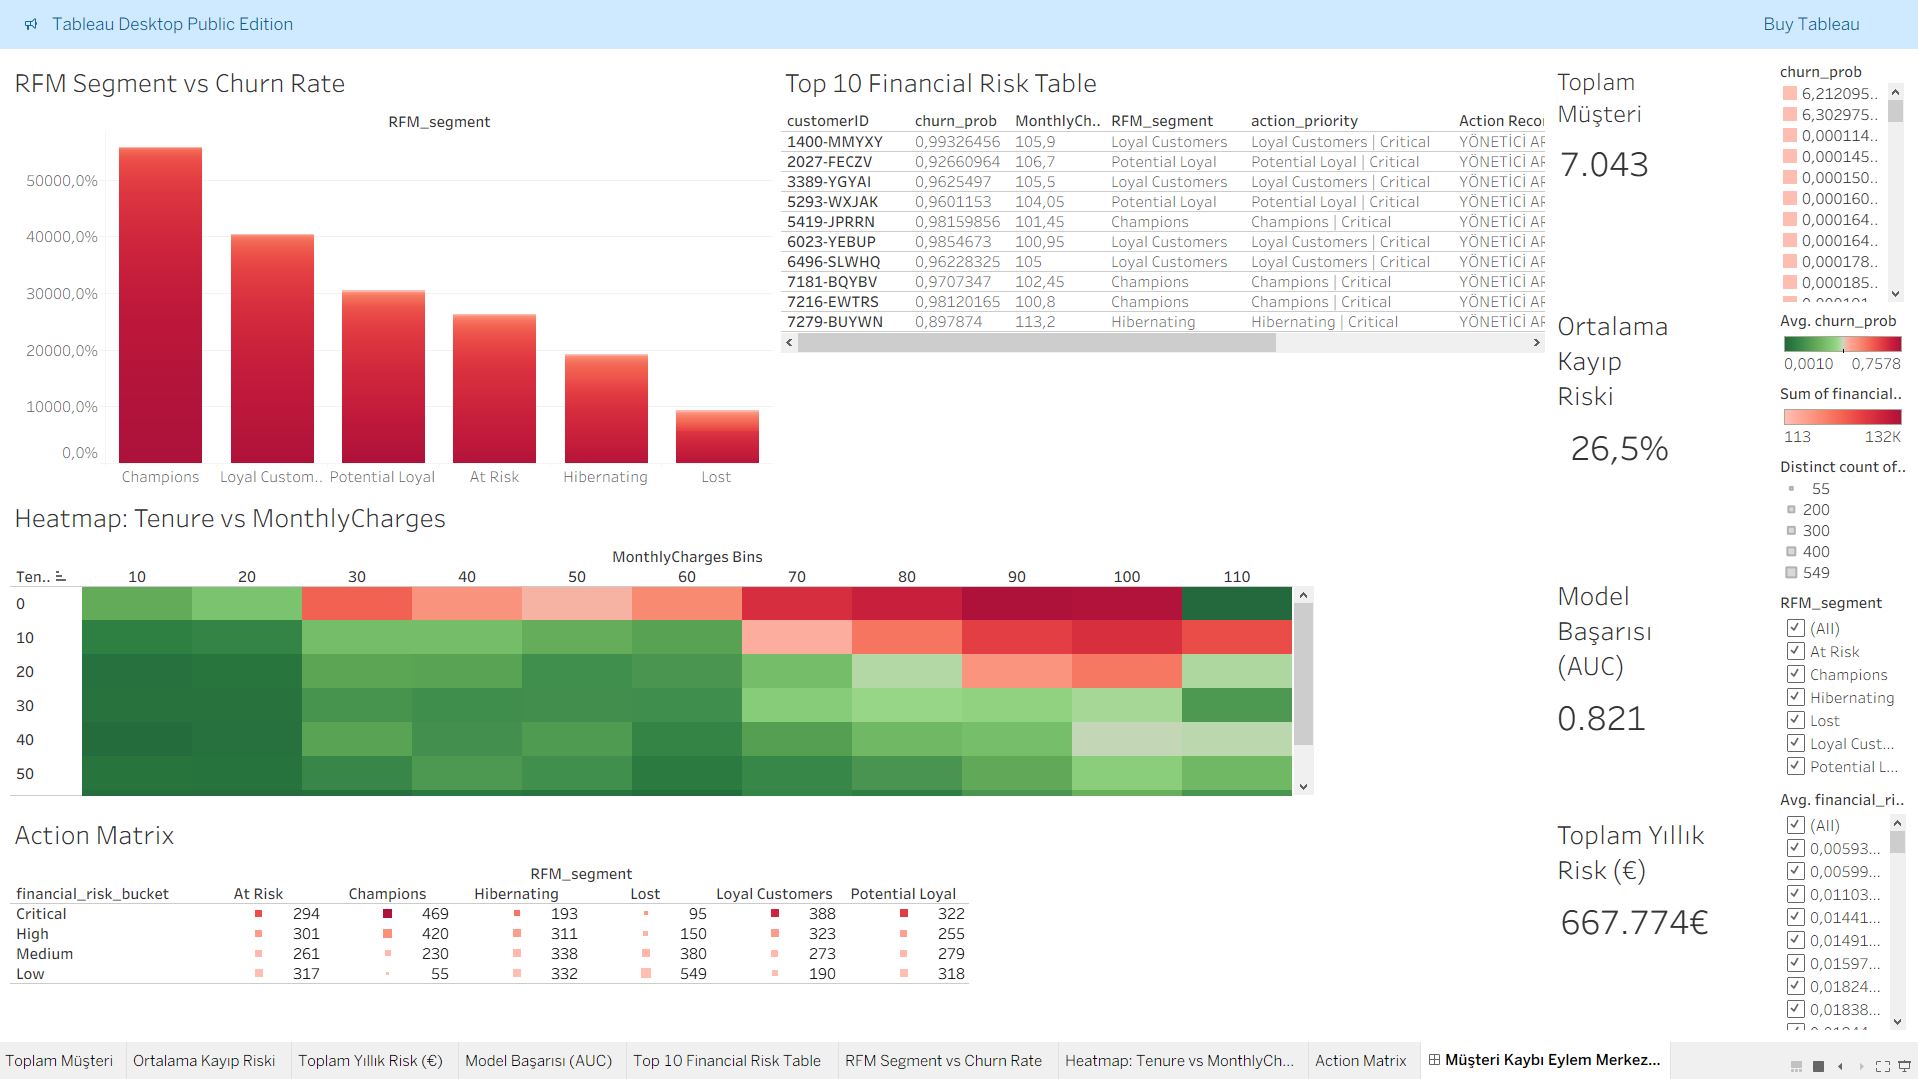 Tableau Desktop Public Edition
Buy Tableau
RFM Segment vs Churn Rate
RFM_segment
50000,0%
40000,0%
30000,0%
20000,0%
10000,0%
0,0%
Champions Loyal Custom.. Potential Loyal At Risk Hibernating Lost
Top 10 Financial Risk Table
customerID churn_prob MonthlyCh.. RFM_segment action_priority Action Recor
1400-MMYXY 0,99326456 105,9 Loyal Customers Loyal Customers | Critical YÖNETİCİ AR
2027-FECZV 0,92660964 106,7 Potential Loyal Potential Loyal | Critical YÖNETİCİ AR
3389-YGYAI 0,9625497 105,5 Loyal Customers Loyal Customers | Critical YÖNETİCİ AR
5293-WXJAK 0,9601153 104,05 Potential Loyal Potential Loyal | Critical YÖNETİCİ AR
5419-JPRRN 0,98159856 101,45 Champions Champions | Critical YÖNETİCİ AR
6023-YEBUP 0,9854673 100,95 Loyal Customers Loyal Customers | Critical YÖNETİCİ AR
6496-SLWHQ 0,96228325 105 Loyal Customers Loyal Customers | Critical YÖNETİCİ AR
7181-BQYBV 0,9707347 102,45 Champions Champions | Critical YÖNETİCİ AR
7216-EWTRS 0,98120165 100,8 Champions Champions | Critical YÖNETİCİ AR
7279-BUYWN 0,897874 113,2 Hibernating Hibernating | Critical YÖNETİCİ AR
Heatmap: Tenure vs MonthlyCharges
MonthlyCharges Bins
Ten.. 10 20 30 40 50 60 70 80 90 100 110
0
10
20
30
40
50
Action Matrix
RFM_segment
financial_risk_bucket At Risk Champions Hibernating Lost Loyal Customers Potential Loyal
Critical 294 469 193 95 388 322
High 301 420 311 150 323 255
Medium 261 230 338 380 273 279
Low 317 55 332 549 190 318
Toplam
Müşteri
7.043
Ortalama
Kayıp
Riski
26,5%
Model
Başarısı
(AUC)
0.821
Toplam Yıllık
Risk (€)
667.774€
churn_prob
6,212095..
6,302975..
0,000114..
0,000145..
0,000150..
0,000160..
0,000164..
0,000164..
0,000178..
0,000185..
Avg. churn_prob
0,0010 0,7578
Sum of financial..
113 132K
Distinct count of..
55
200
300
400
549
RFM_segment
(All)
At Risk
Champions
Hibernating
Lost
Loyal Cust...
Potential L...
Avg. financial_ri..
(All)
0,00593...
0,00599...
0,01103...
0,01441...
0,01491...
0,01597...
0,01824...
0,01838...
Toplam Müşteri Ortalama Kayıp Riski Toplam Yıllık Risk (€) Model Başarısı (AUC) Top 10 Financial Risk Table RFM Segment vs Churn Rate Heatmap: Tenure vs MonthlyCh... Action Matrix Müşteri Kaybı Eylem Merkez...